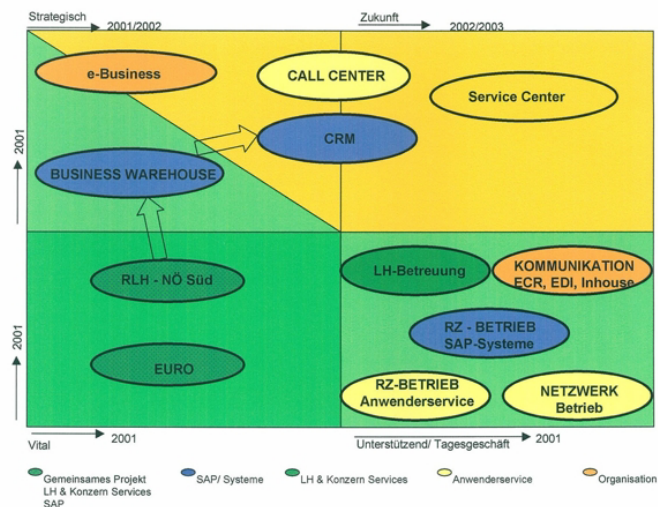 Strategisch
2001/2002
Zukunft
2002/2003
e-Business
CALL CENTER
Service Center
CRM
2001
BUSINESS WAREHOUSE
RLH - NÖ Süd
LH-Betreuung
KOMMUNIKATION
ECR, EDI, Inhouse
RZ - BETRIEB
SAP-Systeme
2001
EURO
RZ-BETRIEB
Anwenderservice
NETZWERK
Betrieb
Vital
2001
Unterstützend/ Tagesgeschäft
2001
Gemeinsames Projekt
LH & Konzern Services
SAP
SAP/ Systeme
LH & Konzern Services
Anwenderservice
Organisation